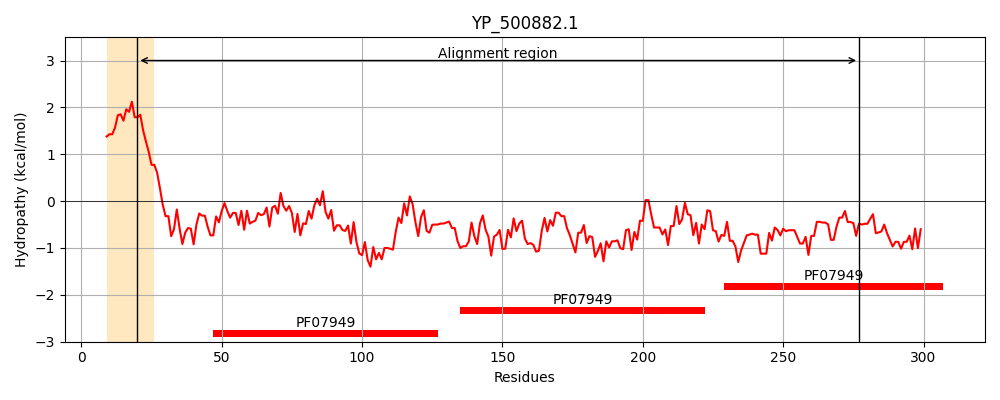 YP_500882.1
Alignment region
3
2
1
0
−1
−2
−3
Hydropathy (kcal/mol)
PF07949
PF07949
PF07949
0
50
100
150
200
250
300
Residues